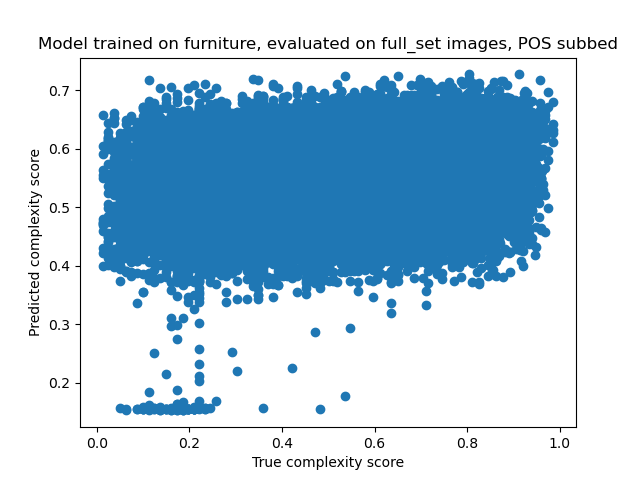 Model trained on furniture, evaluated on full_set images, POS subbed
Predicted complexity score
0.7
0.6
0.5
0.4
0.3
0.2
0.0 0.2 0.4 0.6 0.8 1.0
True complexity score